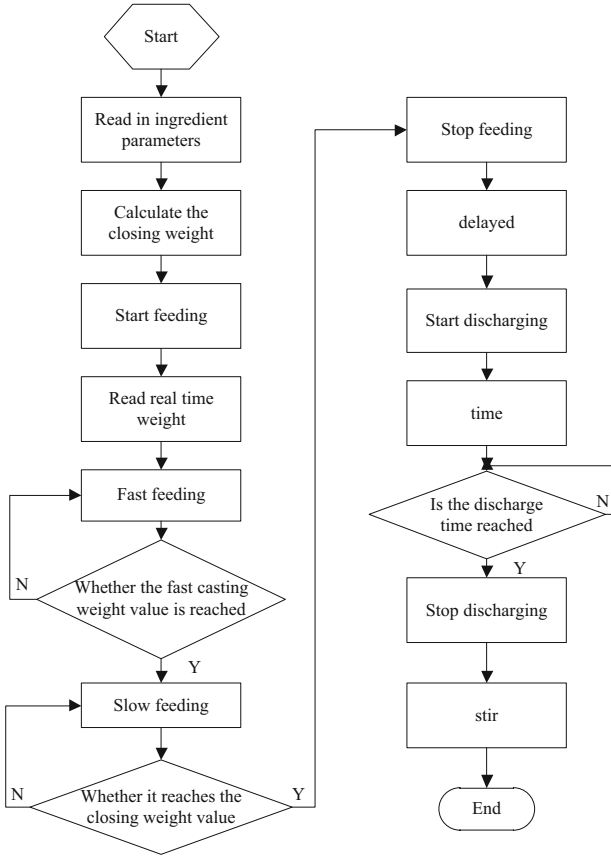 Start
Read in ingredient
parameters
Calculate the
closing weight
Start feeding
Read real time
weight
Fast feeding
N
Whether the fast casting
weight value is reached
Y
Slow feeding
N
Whether it reaches the
closing weight value
Y
Stop feeding
delayed
Start discharging
time
Is the discharge
time reached
N
Y
Stop discharging
stir
End